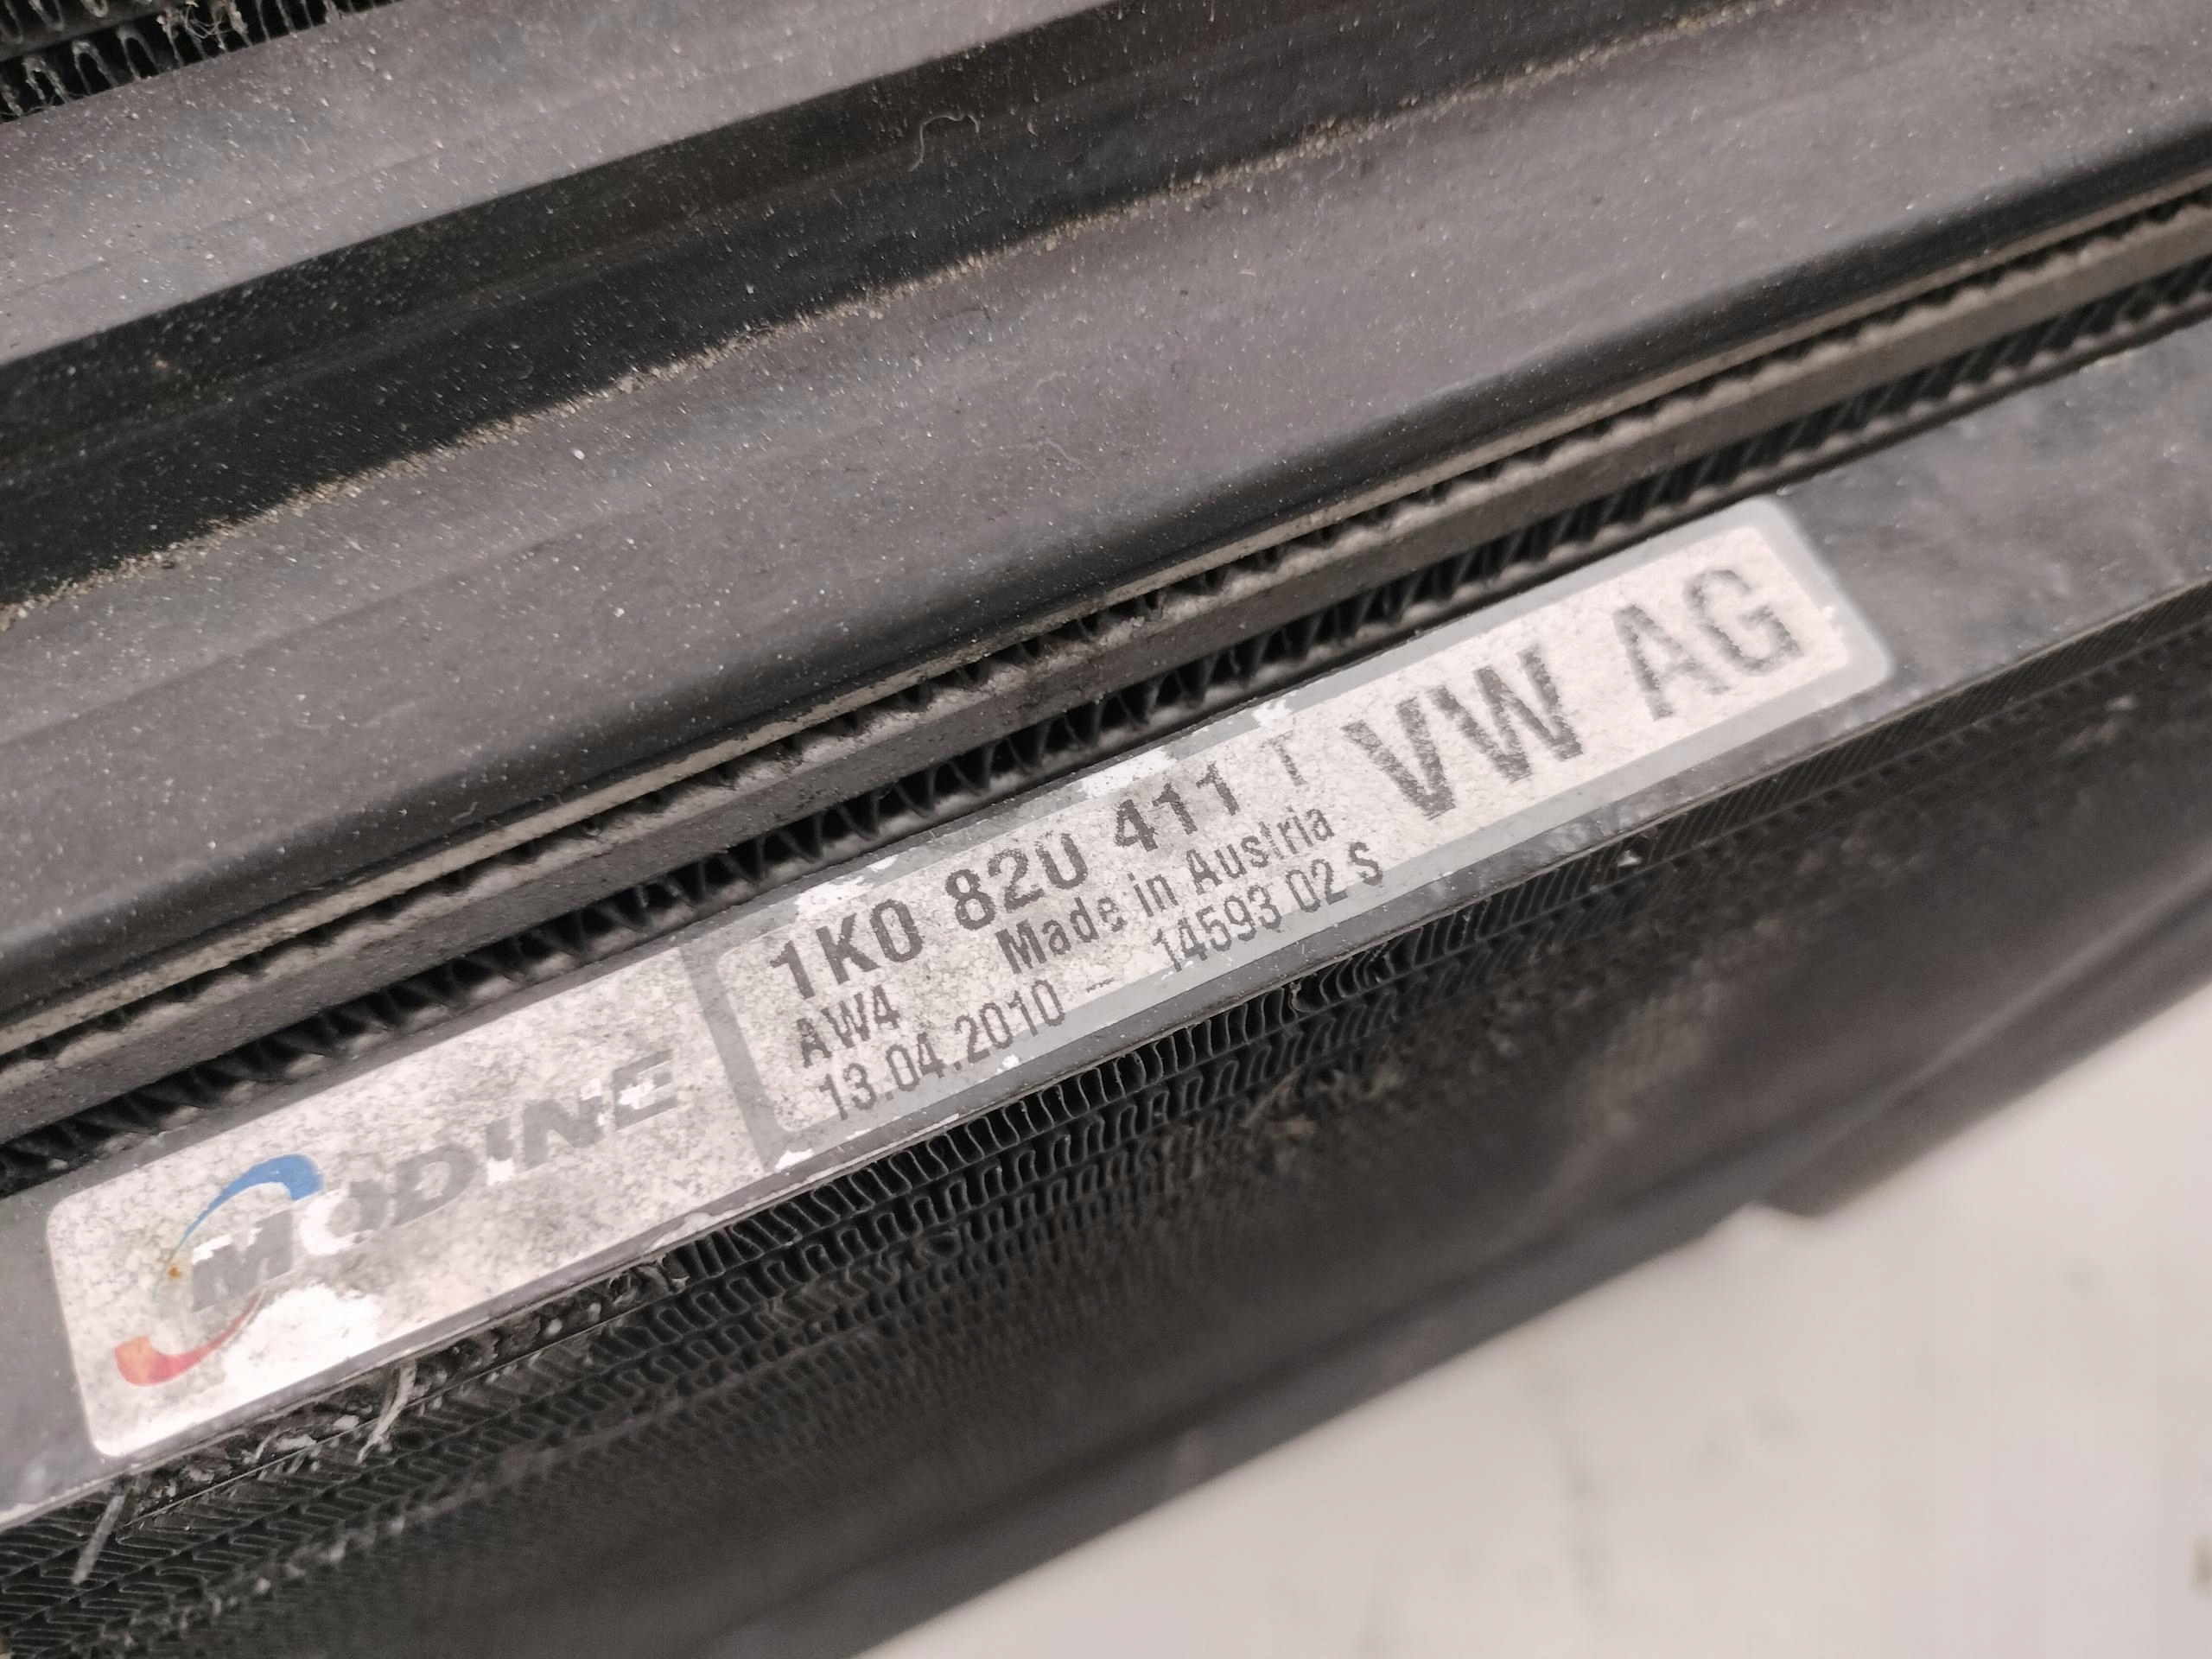 MODINE
1K0 820 411 T
AW4 Made in Austria
13.04.2010 - 14593 02 S
VW AG